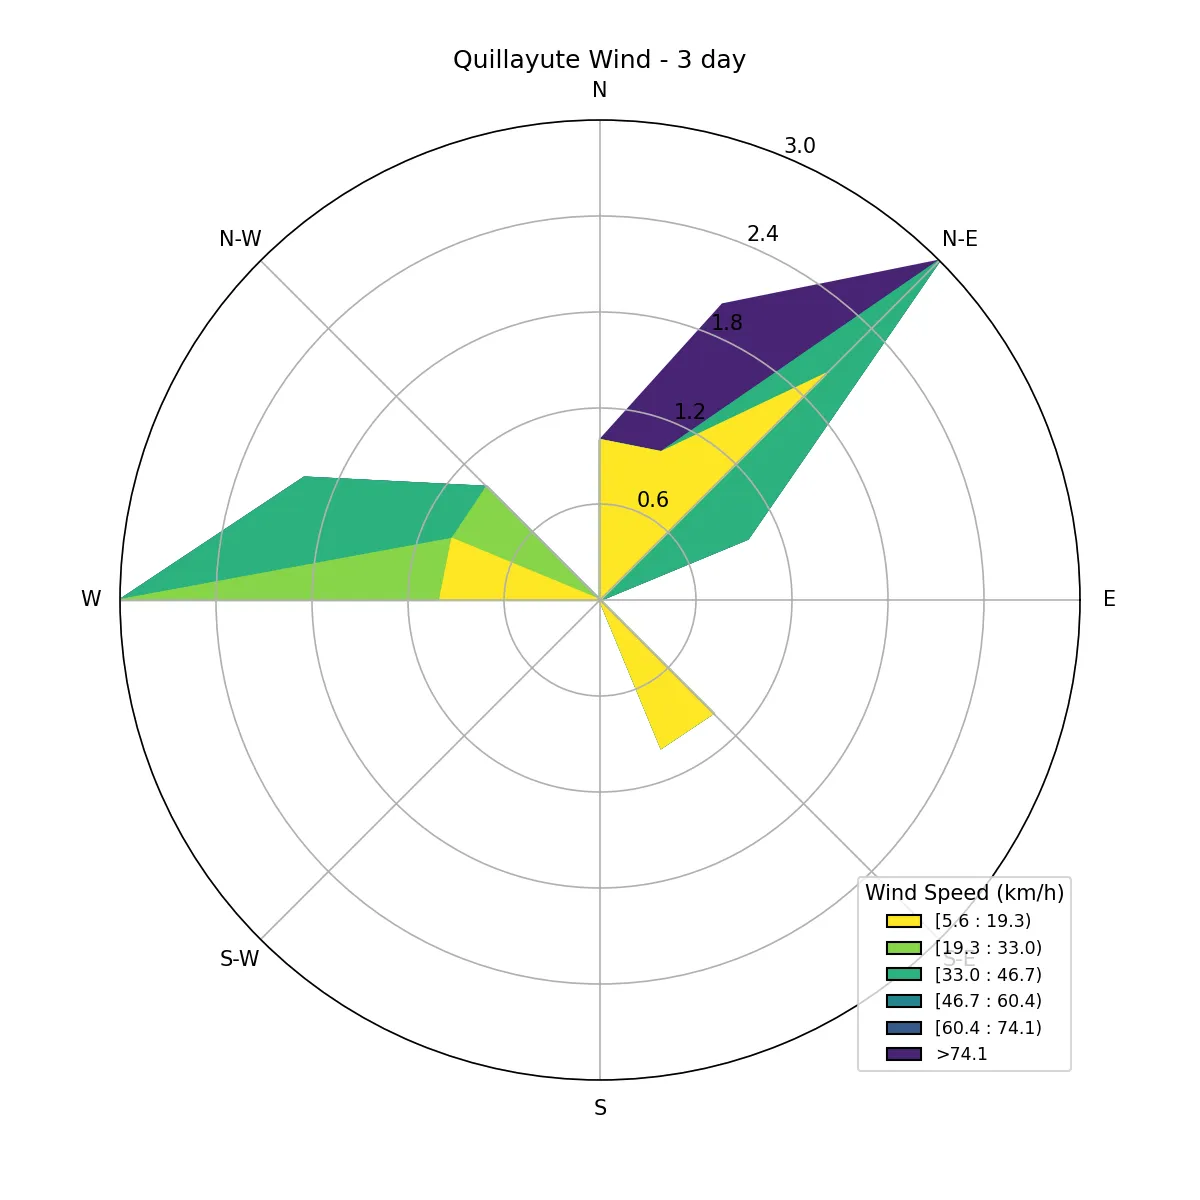 Quillayute Wind - 3 day
N
3.0
N-W
2.4
N-E
1.8
1.2
0.6
W
E
S-W
S-E
S
Wind Speed (km/h)
[5.6 : 19.3)
[19.3 : 33.0)
[33.0 : 46.7)
[46.7 : 60.4)
[60.4 : 74.1)
>74.1